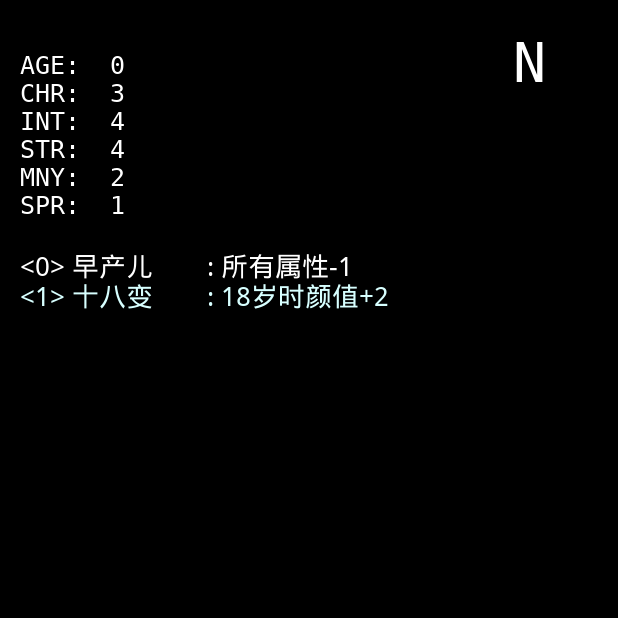 N
AGE: 0
CHR: 3
INT: 4
STR: 4
MNY: 2
SPR: 1
<0> 早产儿 : 所有属性-1
<1> 十八变 : 18岁时颜值+2